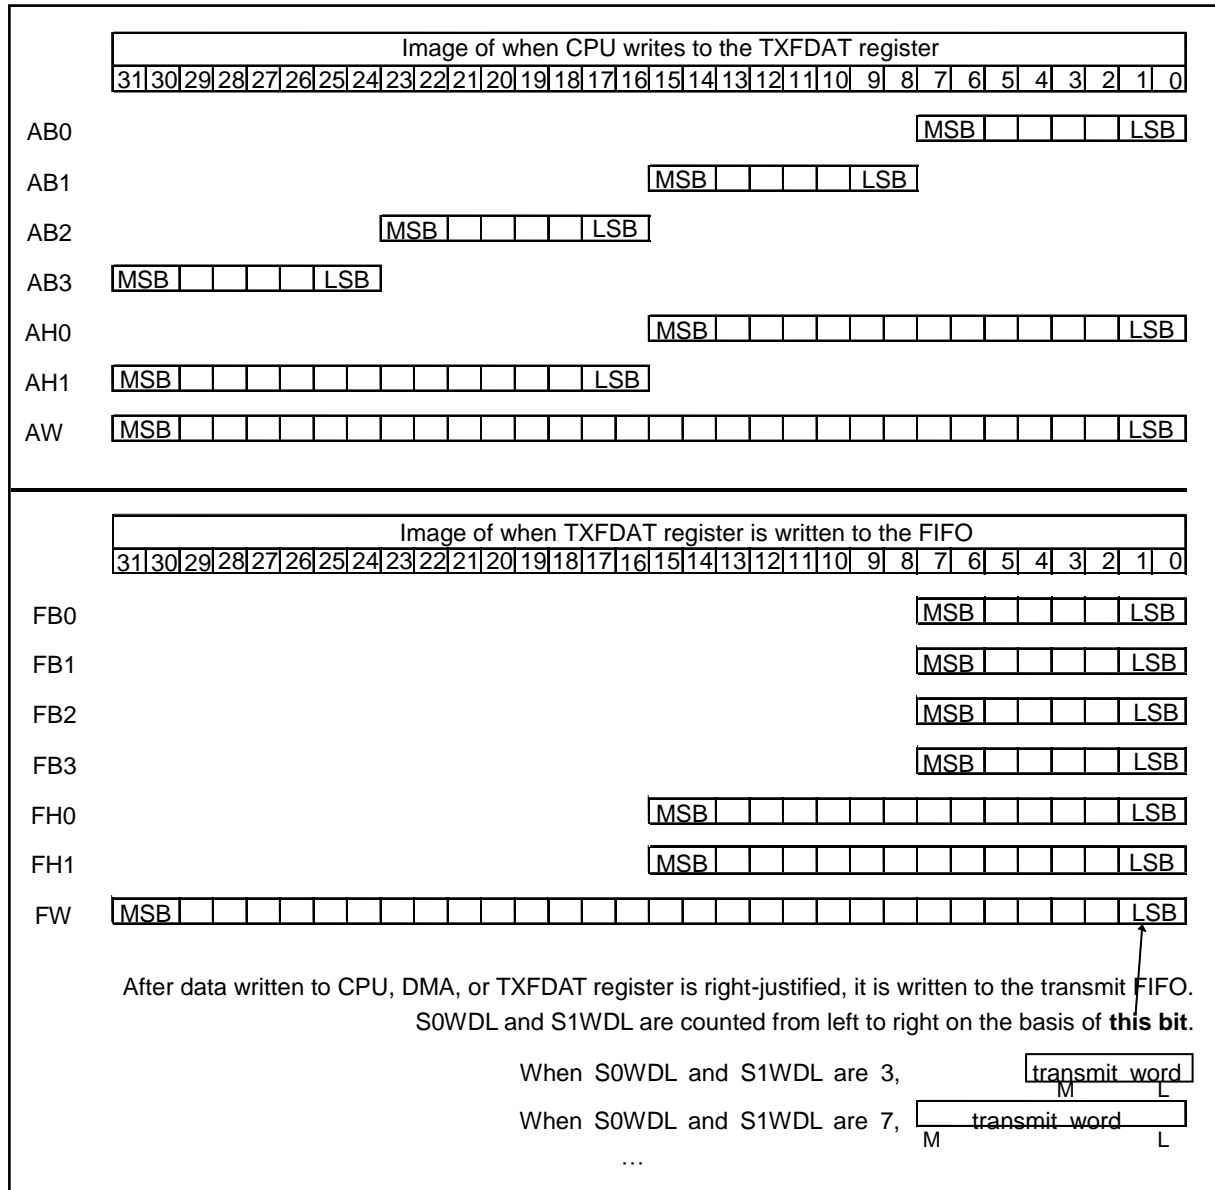 Image of when CPU writes to the TXFDAT register
31 30 29 28 27 26 25 24 23 22 21 20 19 18 17 16 15 14 13 12 11 10 9 8 7 6 5 4 3 2 1 0
AB0 MSB LSB
AB1 MSB LSB
AB2 MSB LSB
AB3 MSB LSB
AH0 MSB LSB
AH1 MSB LSB
AW MSB LSB
Image of when TXFDAT register is written to the FIFO
31 30 29 28 27 26 25 24 23 22 21 20 19 18 17 16 15 14 13 12 11 10 9 8 7 6 5 4 3 2 1 0
FB0 MSB LSB
FB1 MSB LSB
FB2 MSB LSB
FB3 MSB LSB
FH0 MSB LSB
FH1 MSB LSB
FW MSB LSB
After data written to CPU, DMA, or TXFDAT register is right-justified, it is written to the transmit FIFO.
S0WDL and S1WDL are counted from left to right on the basis of this bit.
When S0WDL and S1WDL are 3, transmit word
M L
When S0WDL and S1WDL are 7, transmit word
M L
…